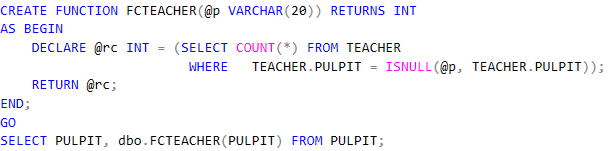 CREATE FUNCTION FCTEACHER(@p VARCHAR(20)) RETURNS INT
AS BEGIN
    DECLARE @rc INT = (SELECT COUNT(*) FROM TEACHER
                        WHERE   TEACHER.PULPIT = ISNULL(@p, TEACHER.PULPIT));
    RETURN @rc;
END;
GO
SELECT PULPIT, dbo.FCTEACHER(PULPIT) FROM PULPIT;